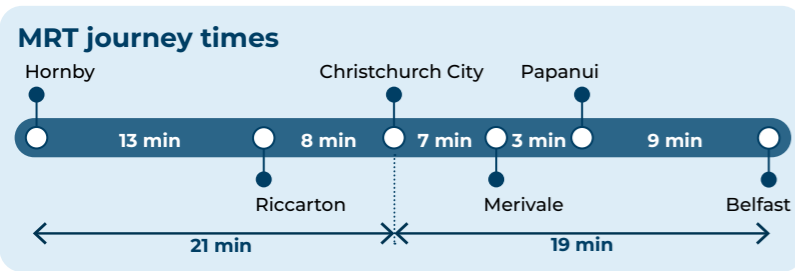 MRT journey times
Hornby
Christchurch City
Papanui
13 min
8 min
7 min
3 min
9 min
Riccarton
Merivale
Belfast
21 min
19 min